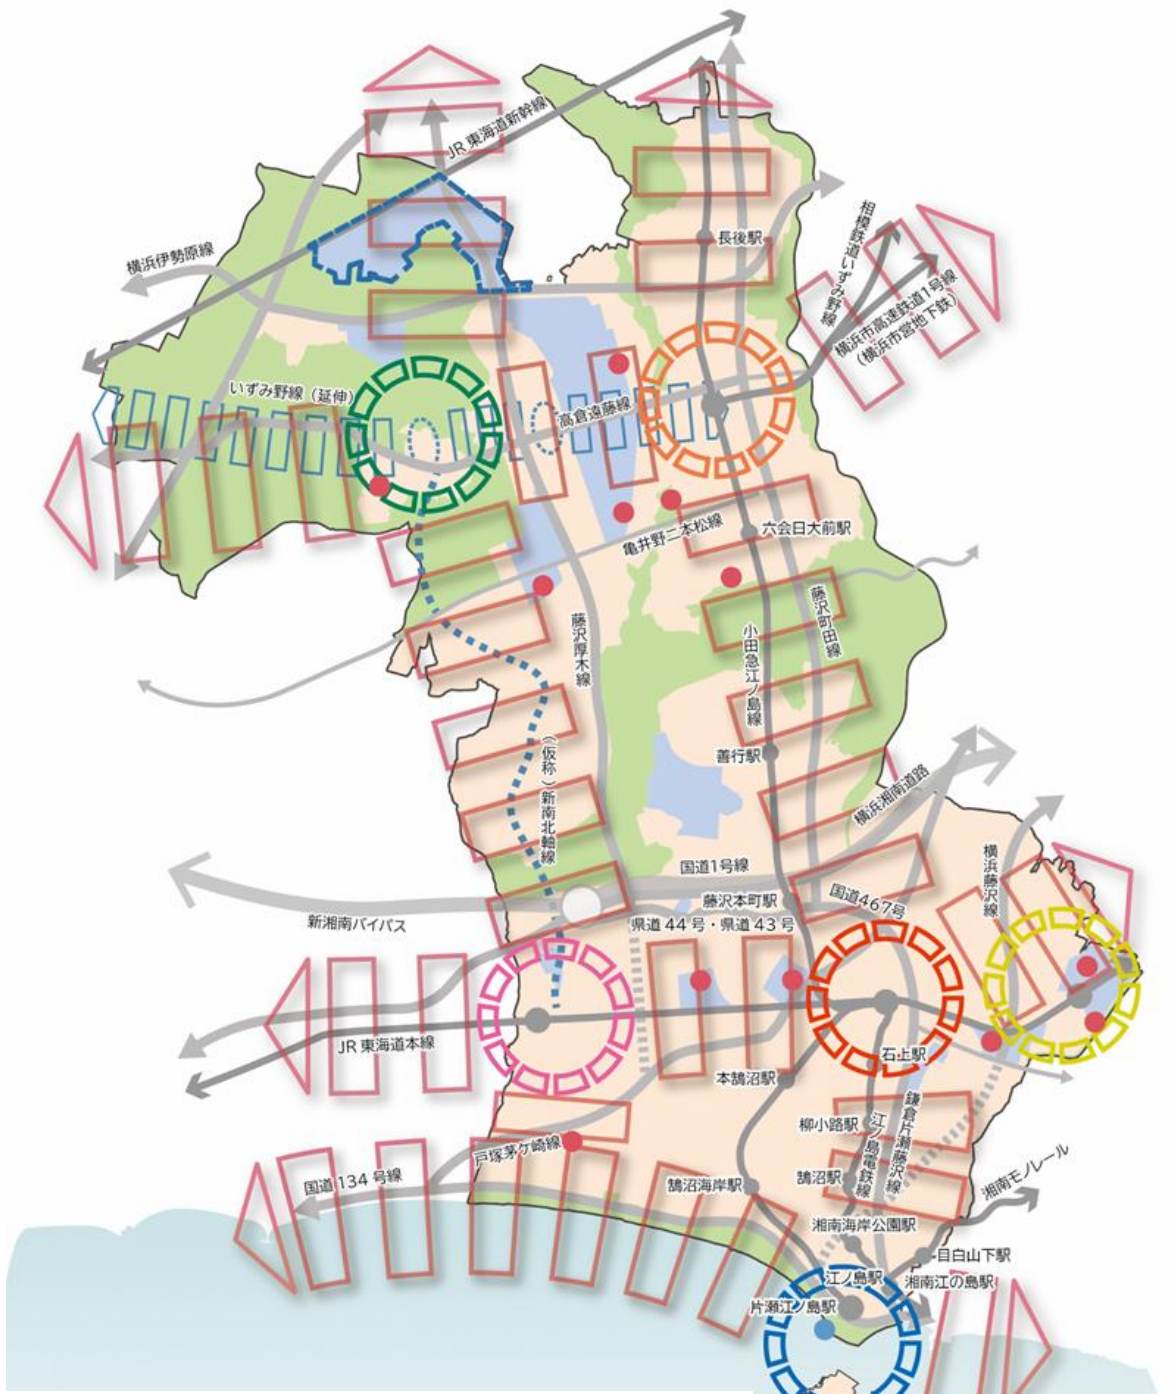 JR 東海道新幹線
長後駅
相模鉄道いずみ野線
横浜伊勢原線
横浜市高速鉄道1号線
（横浜市営地下鉄）
いずみ野線（延伸）
高倉遠藤線
亀井野二本松線
六会日大前駅
藤沢町田線
藤沢厚木線
小田急江ノ島線
善行駅
（仮称）新南北軸線
横浜湘南道路
横浜藤沢線
国道1号線
藤沢本町駅
国道467号
新湘南バイパス
県道 44 号・県道 43 号
JR 東海道本線
石上駅
本鵠沼駅
鎌倉片瀬藤沢線
柳小路駅
江ノ島電鉄線
戸塚茅ケ崎線
国道 134 号線
鵠沼海岸駅
鵠沼駅
湘南モノレール
湘南海岸公園駅
目白山下駅
江ノ島駅
湘南江の島駅
片瀬江ノ島駅